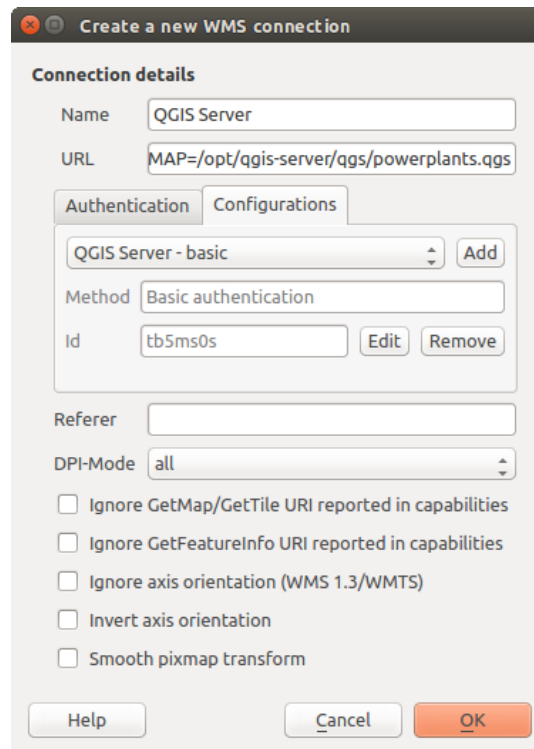 Create a new WMS connection
Connection details
Name QGIS Server
URL MAP=/opt/qgis-server/qgs/powerplants.qgs
Authentication Configurations
QGIS Server - basic Add
Method Basic authentication
Id tb5ms0s Edit Remove
Referer
DPI-Mode all
Ignore GetMap/GetTile URI reported in capabilities
Ignore GetFeatureInfo URI reported in capabilities
Ignore axis orientation (WMS 1.3/WMTS)
Invert axis orientation
Smooth pixmap transform
Help Cancel OK